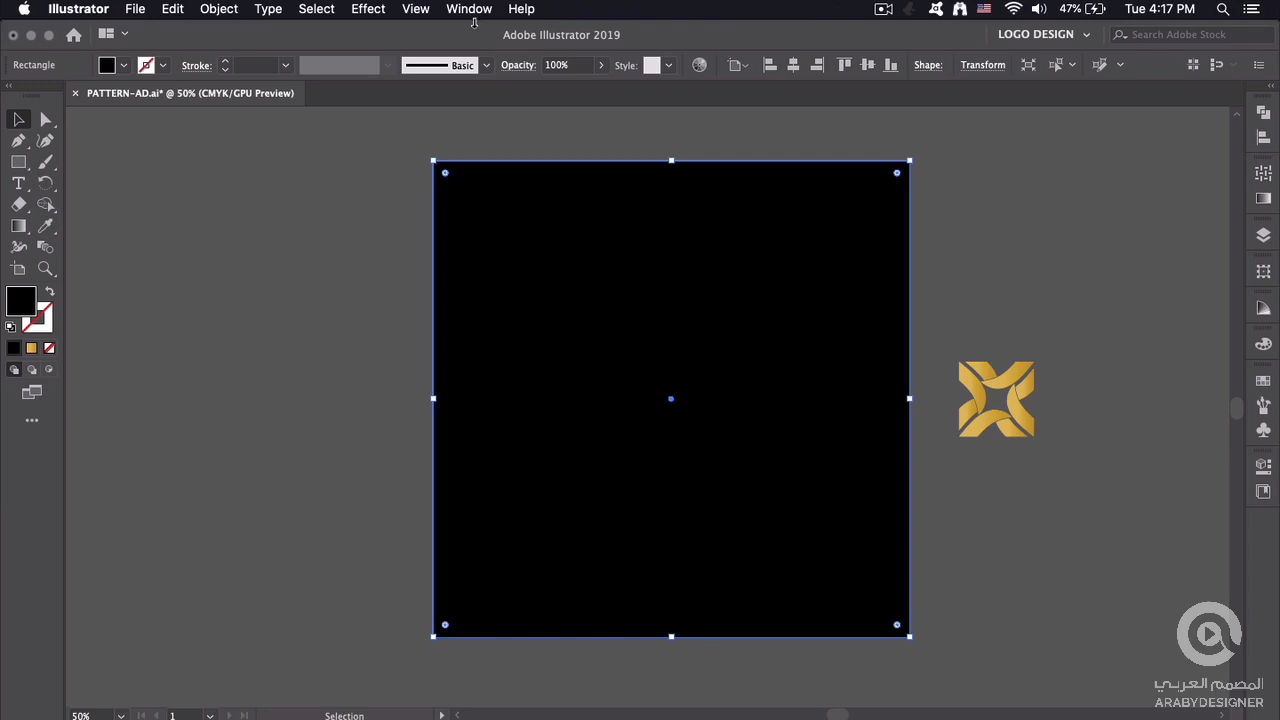 Illustrator File Edit Object Type Select Effect View Window Help 47% Tue 4:17 PM
Adobe Illustrator 2019 LOGO DESIGN Search Adobe Stock
Rectangle Stroke: Basic Opacity: 100% Style: Shape: Transform
PATTERN-AD.ai* @ 50% (CMYK/GPU Preview)
المصمم العربي
ARABYDESIGNER
50% 1 Selection